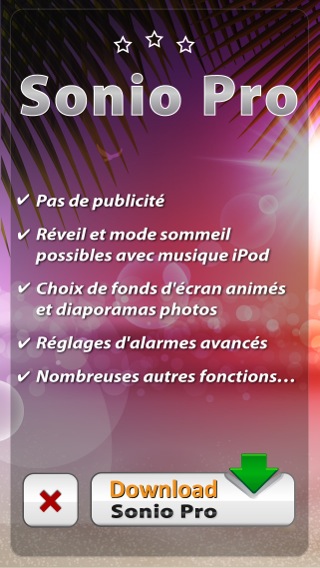 Sonio Pro
✔ Pas de publicité
✔ Réveil et mode sommeil
possibles avec musique iPod
✔ Choix de fonds d'écran animés
et diaporamas photos
✔ Réglages d'alarmes avancés
✔ Nombreuses autres fonctions...
Download
Sonio Pro